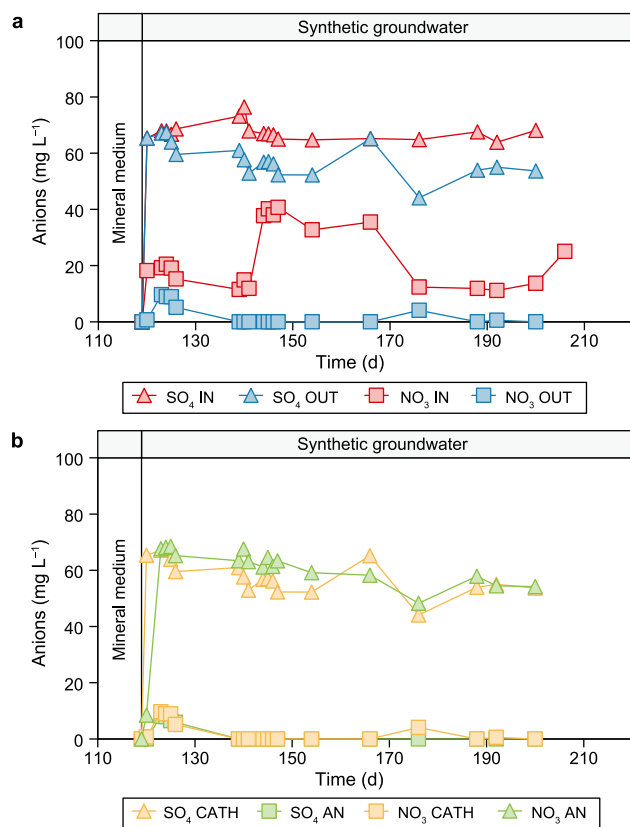 a
Synthetic groundwater
100
80
60
40
20
0
Anions (mg L⁻¹)
Mineral medium
110 130 150 170 190 210
Time (d)
SO₄ IN SO₄ OUT NO₃ IN NO₃ OUT
b
Synthetic groundwater
100
80
60
40
20
0
Anions (mg L⁻¹)
Mineral medium
110 130 150 170 190 210
Time (d)
SO₄ CATH SO₄ AN NO₃ CATH NO₃ AN